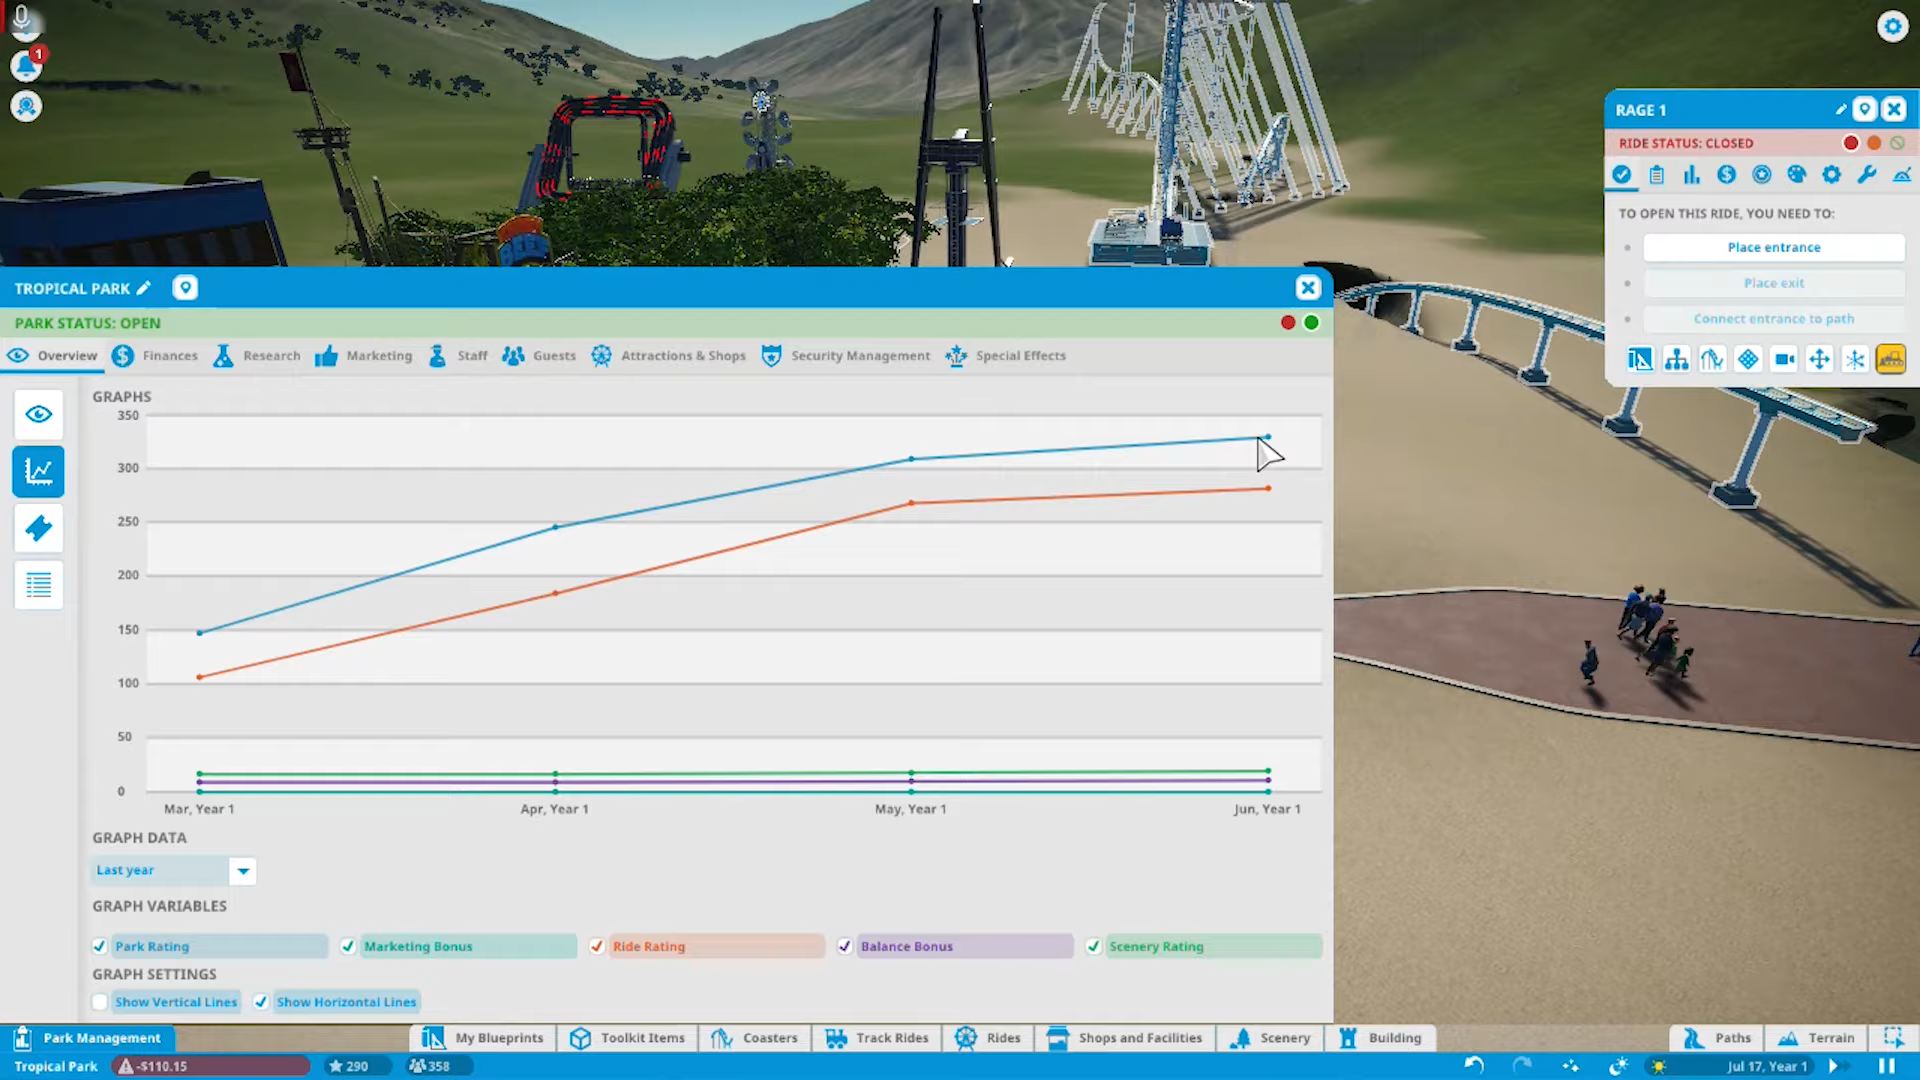 1
RAGE 1
RIDE STATUS: CLOSED
TO OPEN THIS RIDE, YOU NEED TO:
Place entrance
Place exit
Connect entrance to path
TROPICAL PARK
PARK STATUS: OPEN
Overview
Finances
Research
Marketing
Staff
Guests
Attractions & Shops
Security Management
Special Effects
GRAPHS
350
300
250
200
150
100
50
0
Mar, Year 1
Apr, Year 1
May, Year 1
Jun, Year 1
GRAPH DATA
Last year
GRAPH VARIABLES
Park Rating
Marketing Bonus
Ride Rating
Balance Bonus
Scenery Rating
GRAPH SETTINGS
Show Vertical Lines
Show Horizontal Lines
Park Management
My Blueprints
Toolkit Items
Coasters
Track Rides
Rides
Shops and Facilities
Scenery
Building
Paths
Terrain
Tropical Park
-$110.15
290
358
Jul 17, Year 1